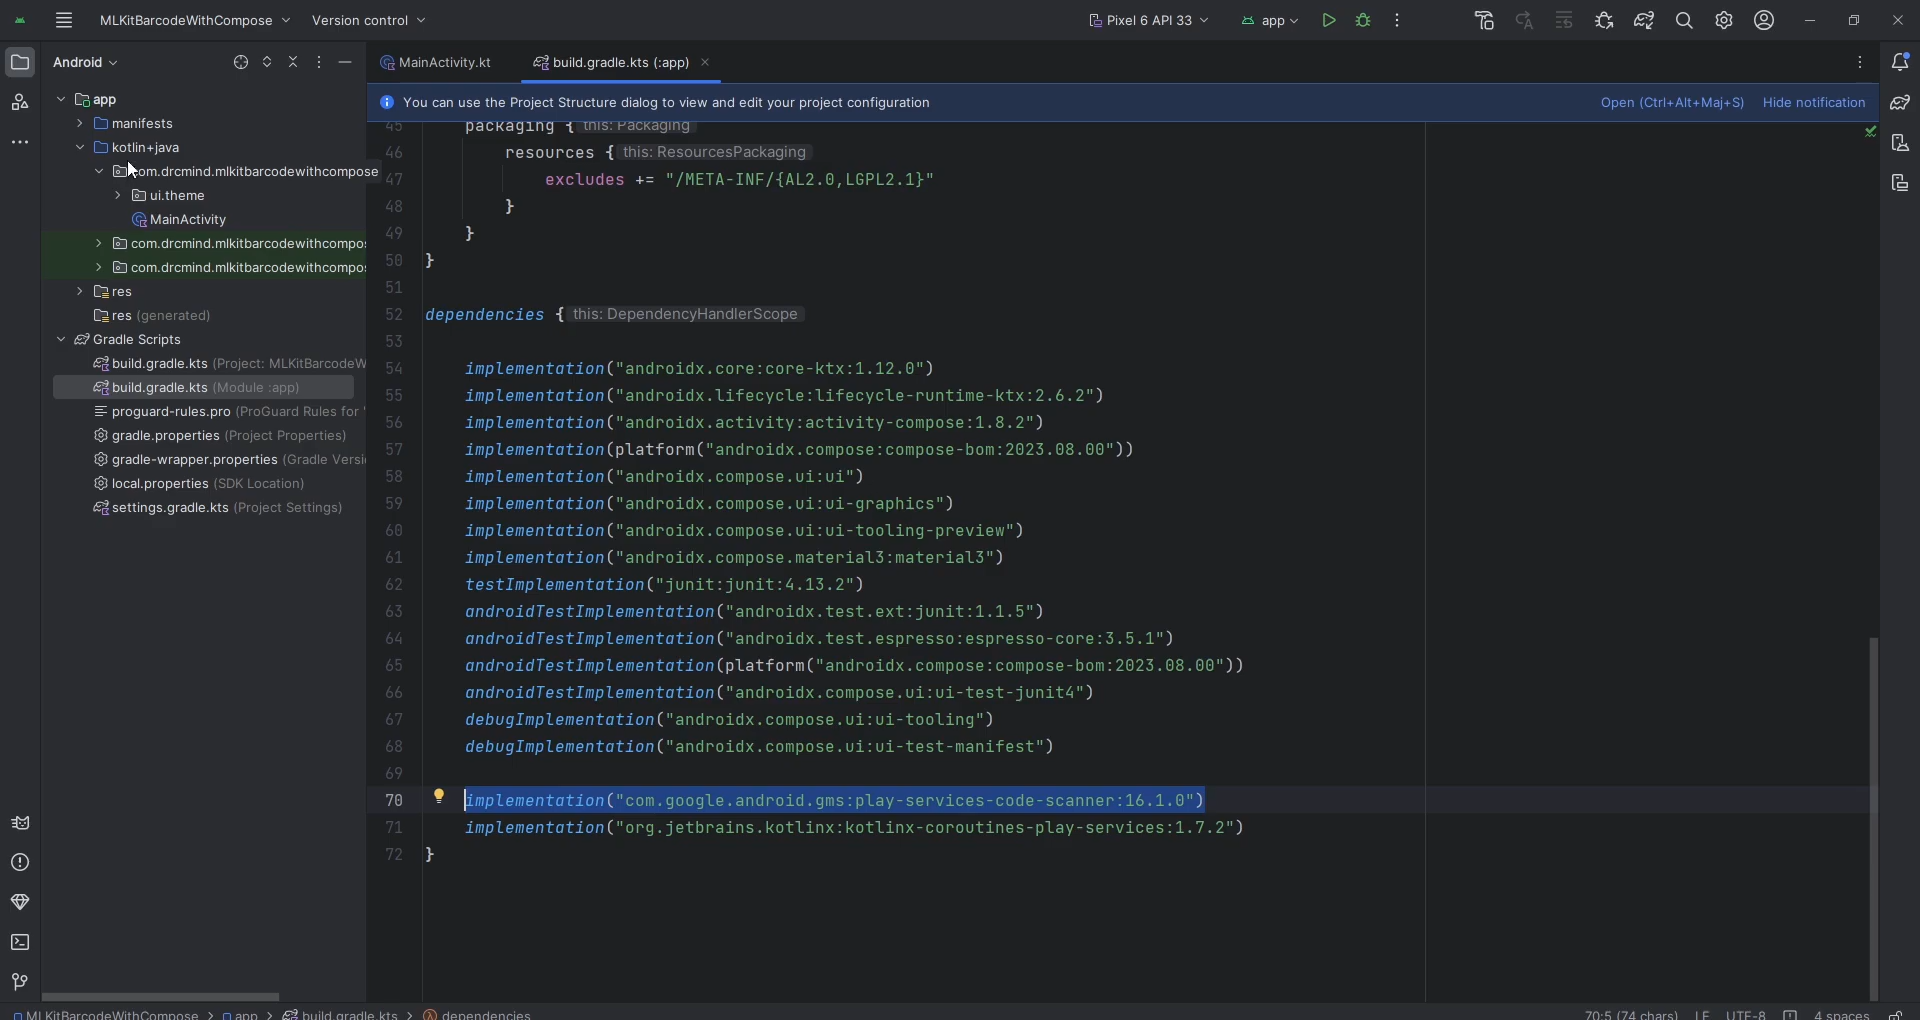 MLKitBarcodeWithCompose Version control Pixel 6 API 33 app
Android
app
manifests
kotlin+java
com.drcmind.mlkitbarcodewithcompose
ui.theme
MainActivity
com.drcmind.mlkitbarcodewithcompos
com.drcmind.mlkitbarcodewithcompos
res
res (generated)
Gradle Scripts
build.gradle.kts (Project: MLKitBarcodeW
build.gradle.kts (Module :app)
proguard-rules.pro (ProGuard Rules for "
gradle.properties (Project Properties)
gradle-wrapper.properties (Gradle Versi
local.properties (SDK Location)
settings.gradle.kts (Project Settings)
MainActivity.kt build.gradle.kts (:app)
You can use the Project Structure dialog to view and edit your project configuration Open (Ctrl+Alt+Maj+S) Hide notification
45 packaging { this: Packaging
46 resources { this: ResourcesPackaging
47 excludes += "/META-INF/{AL2.0,LGPL2.1}"
48 }
49 }
50 }
51
52 dependencies { this: DependencyHandlerScope
53
54 implementation("androidx.core:core-ktx:1.12.0")
55 implementation("androidx.lifecycle:lifecycle-runtime-ktx:2.6.2")
56 implementation("androidx.activity:activity-compose:1.8.2")
57 implementation(platform("androidx.compose:compose-bom:2023.08.00"))
58 implementation("androidx.compose.ui:ui")
59 implementation("androidx.compose.ui:ui-graphics")
60 implementation("androidx.compose.ui:ui-tooling-preview")
61 implementation("androidx.compose.material3:material3")
62 testImplementation("junit:junit:4.13.2")
63 androidTestImplementation("androidx.test.ext:junit:1.1.5")
64 androidTestImplementation("androidx.test.espresso:espresso-core:3.5.1")
65 androidTestImplementation(platform("androidx.compose:compose-bom:2023.08.00"))
66 androidTestImplementation("androidx.compose.ui:ui-test-junit4")
67 debugImplementation("androidx.compose.ui:ui-tooling")
68 debugImplementation("androidx.compose.ui:ui-test-manifest")
69
70 implementation("com.google.android.gms:play-services-code-scanner:16.1.0")
71 implementation("org.jetbrains.kotlinx:kotlinx-coroutines-play-services:1.7.2")
72 }
MLKitBarcodeWithCompose > app > build.gradle.kts > dependencies 70:5 (74 chars) LF UTF-8 4 spaces